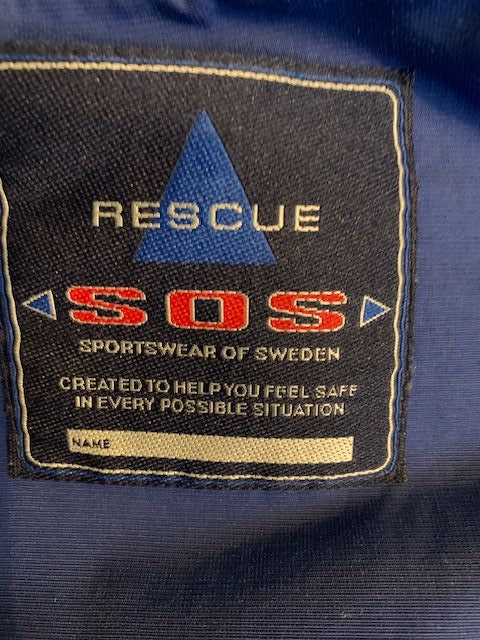 RESCUE
SOS
SPORTSWEAR OF SWEDEN
CREATED TO HELP YOU FEEL SAFE
IN EVERY POSSIBLE SITUATION
NAME